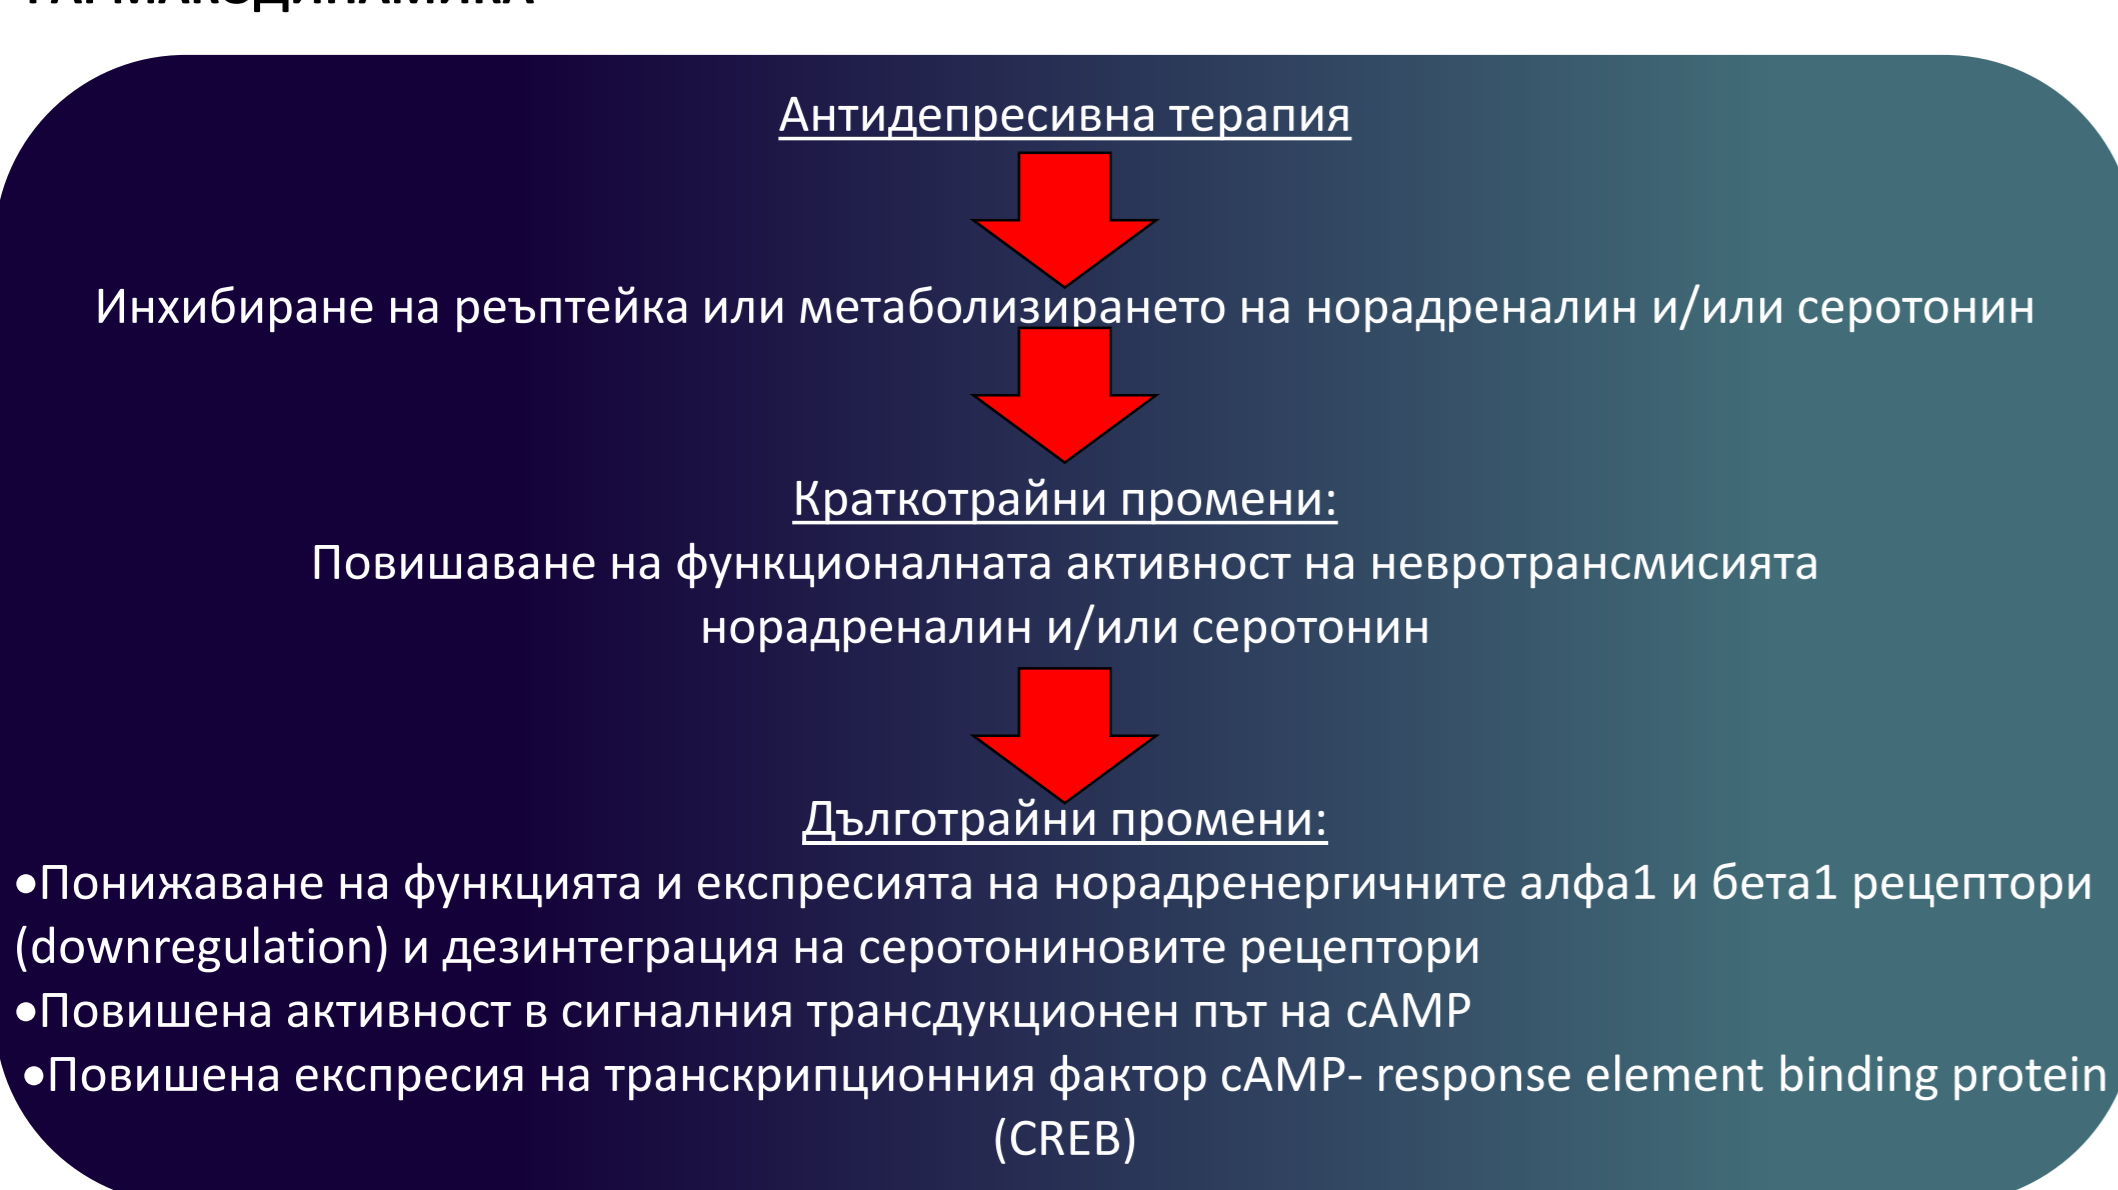 ФАРМАКОДИНАМИКА
Антидепресивна терапия
Инхибиране на реъптейка или метаболизирането на норадреналин и/или серотонин
Краткотрайни промени:
Повишаване на функционалната активност на невротрансмисията
норадреналин и/или серотонин
Дълготрайни промени:
•Понижаване на функцията и експресията на норадренергичните алфа1 и бета1 рецептори
(downregulation) и дезинтеграция на серотониновите рецептори
•Повишена активност в сигналния трансдукционен път на cAMP
•Повишена експресия на транскрипционния фактор cAMP- response element binding protein
(CREB)